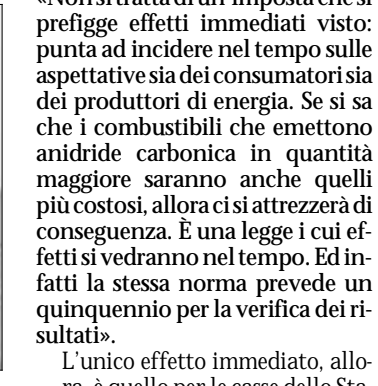 «Non si tratta di un'imposta che si
prefigge effetti immediati visto:
punta ad incidere nel tempo sulle
aspettative sia dei consumatori sia
dei produttori di energia. Se si sa
che i combustibili che emettono
anidride carbonica in quantità
maggiore saranno anche quelli
più costosi, allora ci si attrezzerà di
conseguenza. È una legge i cui ef-
fetti si vedranno nel tempo. Ed in-
fatti la stessa norma prevede un
quinquennio per la verifica dei ri-
sultati».
L'unico effetto immediato, allo-
ra, è quello per le casse dello Sta-